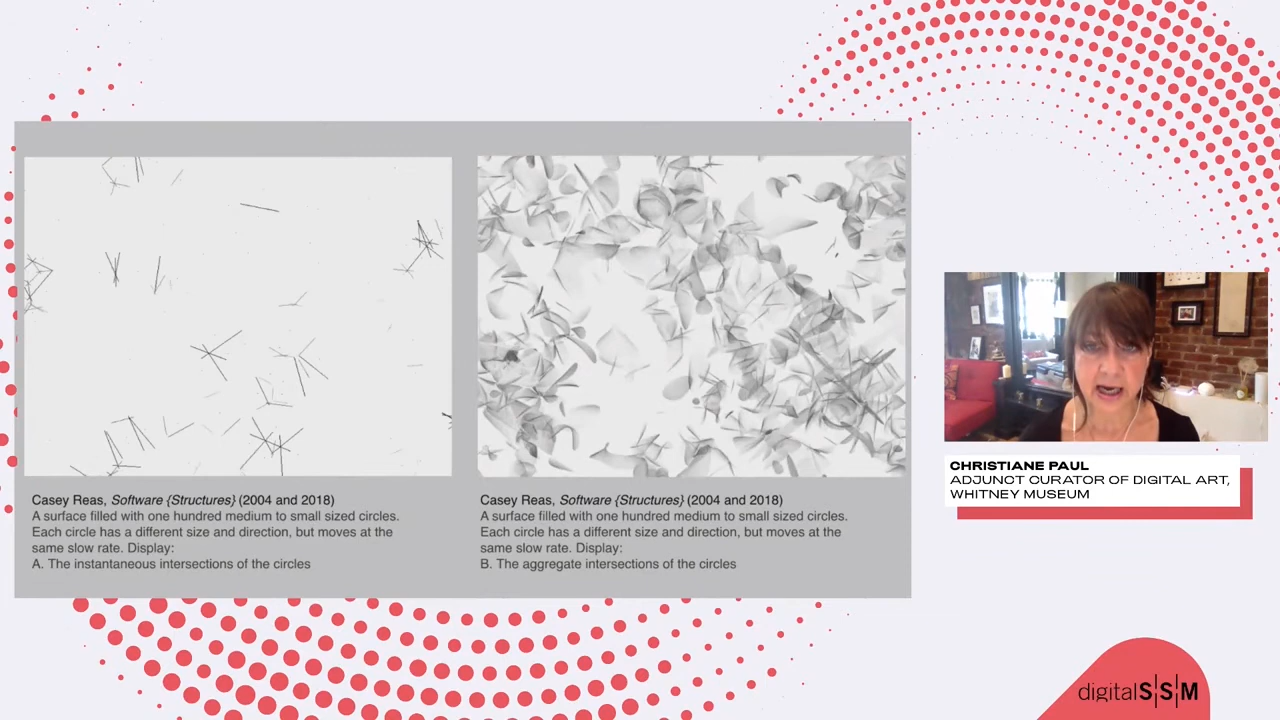 Casey Reas, Software {Structures} (2004 and 2018)
A surface filled with one hundred medium to small sized circles.
Each circle has a different size and direction, but moves at the
same slow rate. Display:
A. The instantaneous intersections of the circles
Casey Reas, Software {Structures} (2004 and 2018)
A surface filled with one hundred medium to small sized circles.
Each circle has a different size and direction, but moves at the
same slow rate. Display:
B. The aggregate intersections of the circles
CHRISTIANE PAUL
ADJUNCT CURATOR OF DIGITAL ART,
WHITNEY MUSEUM
digitalS|S|M